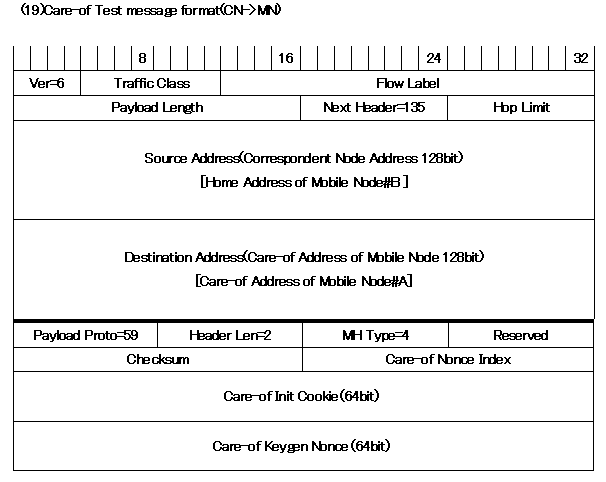 (19)Care-of Test message format(CN->MN)
8 16 24 32
Ver=6 Traffic Class Flow Label
Payload Length Next Header=135 Hop Limit
Source Address(Correspondent Node Address 128bit)
[Home Address of Mobile Node#B ]
Destination Address(Care-of Address of Mobile Node 128bit)
[Care-of Address of Mobile Node#A]
Payload Proto=59 Header Len=2 MH Type=4 Reserved
Checksum Care-of Nonce Index
Care-of Init Cookie(64bit)
Care-of Keygen Nonce(64bit)